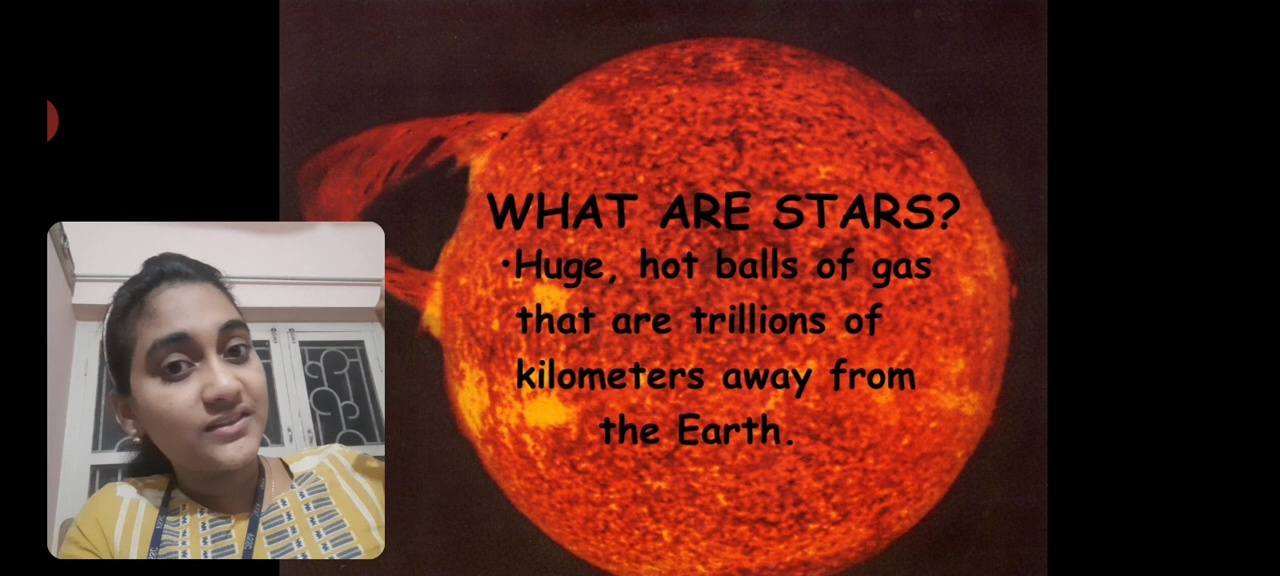 WHAT ARE STARS?
•Huge, hot balls of gas
that are trillions of
kilometers away from
the Earth.